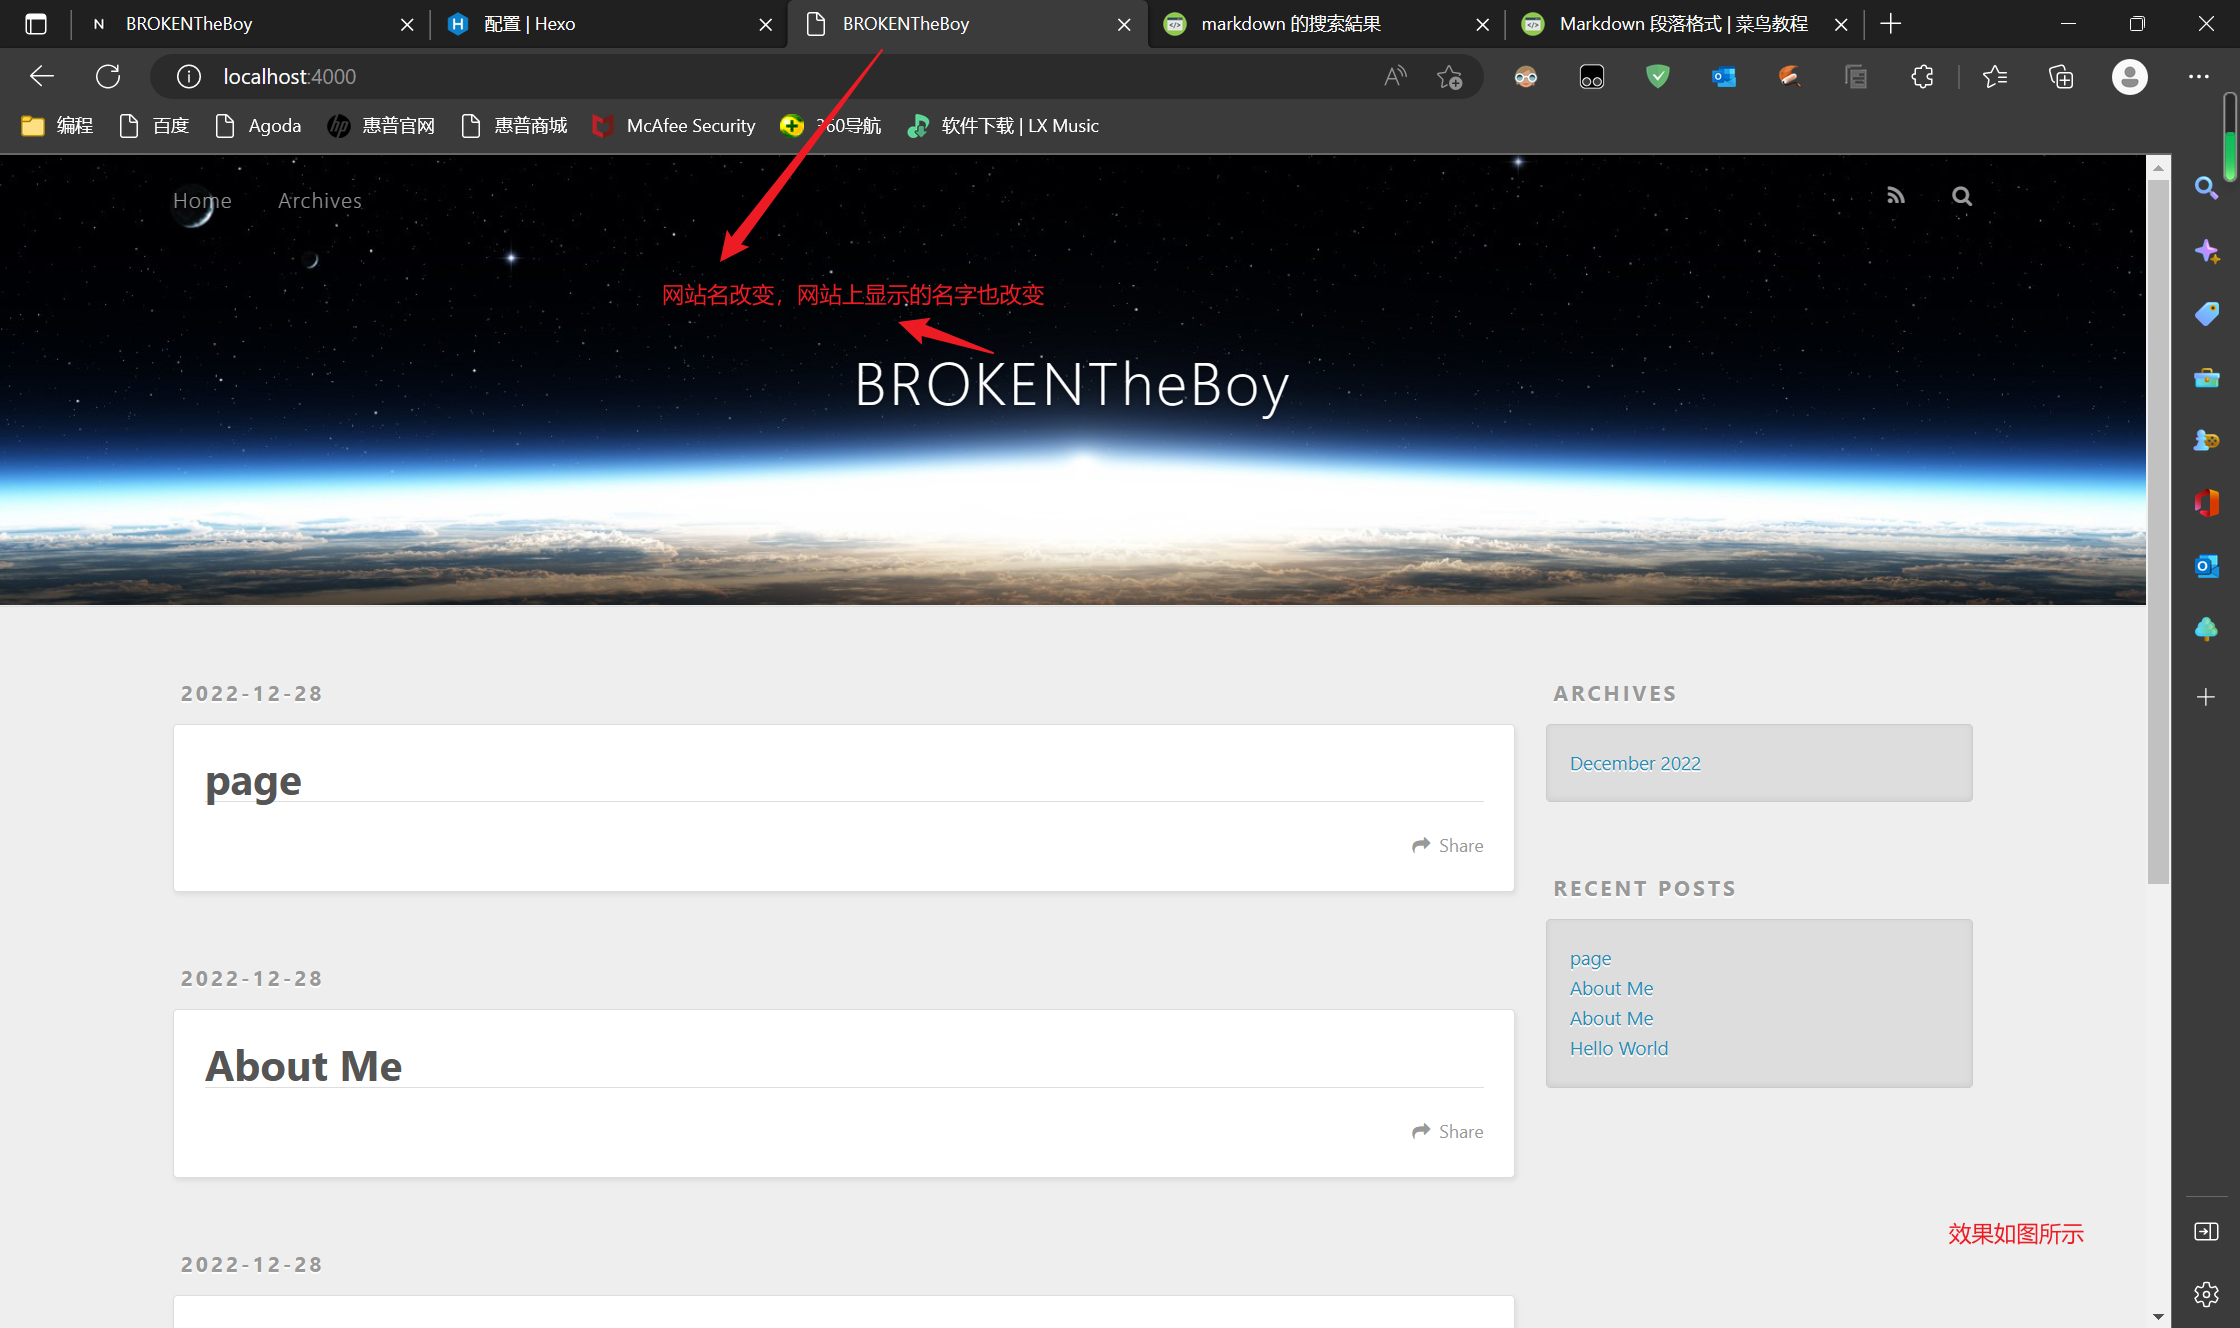 BROKENTheBoy
配置 | Hexo
BROKENTheBoy
markdown 的搜索結果
Markdown 段落格式 | 菜鸟教程
localhost:4000
编程
百度
Agoda
惠普官网
惠普商城
McAfee Security
360导航
软件下载 | LX Music
Home
Archives
网站名改变，网站上显示的名字也改变
BROKENTheBoy
2022-12-28
page
Share
2022-12-28
About Me
Share
2022-12-28
ARCHIVES
December 2022
RECENT POSTS
page
About Me
About Me
Hello World
效果如图所示